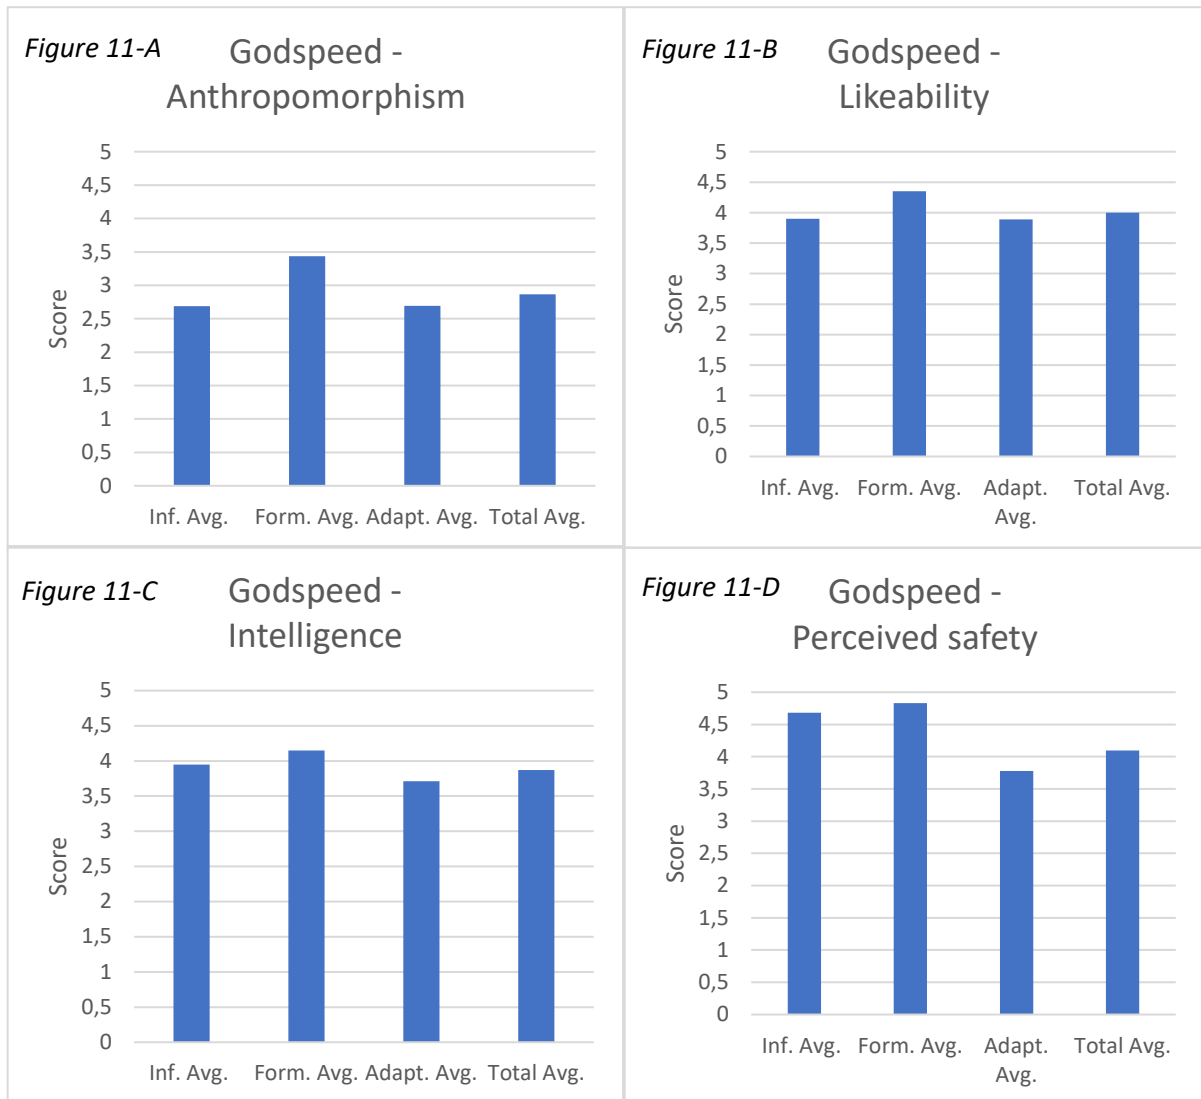 Figure 11-A
Godspeed -
Anthropomorphism
5
4,5
4
3,5
3
2,5
2
1,5
1
0,5
0
Score
Inf. Avg. Form. Avg. Adapt. Avg. Total Avg.
Figure 11-B
Godspeed -
Likeability
5
4,5
4
3,5
3
2,5
2
1,5
1
0,5
0
Score
Inf. Avg. Form. Avg. Adapt. Total Avg.
Avg.
Figure 11-C
Godspeed -
Intelligence
5
4,5
4
3,5
3
2,5
2
1,5
1
0,5
0
Score
Inf. Avg. Form. Avg. Adapt. Avg. Total Avg.
Figure 11-D
Godspeed -
Perceived safety
5
4,5
4
3,5
3
2,5
2
1,5
1
0,5
0
Score
Inf. Avg. Form. Avg. Adapt. Total Avg.
Avg.